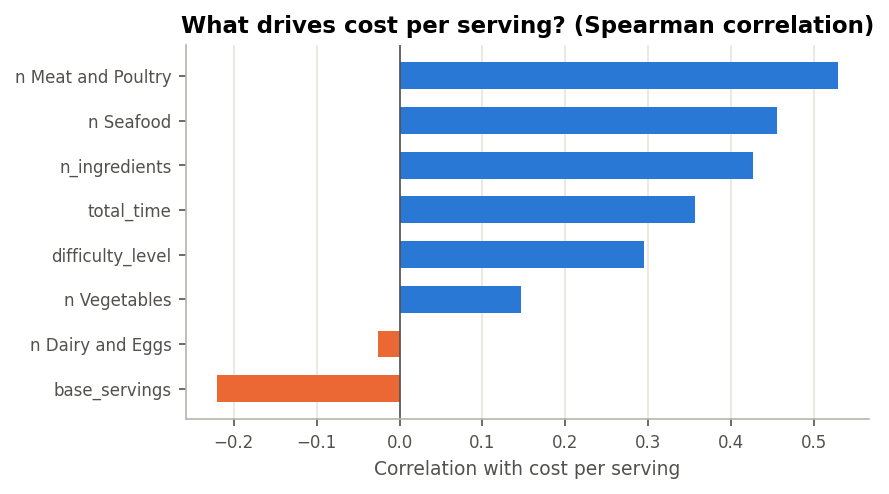 What drives cost per serving? (Spearman correlation)
n Meat and Poultry
n Seafood
n_ingredients
total_time
difficulty_level
n Vegetables
n Dairy and Eggs
base_servings
−0.2 −0.1 0.0 0.1 0.2 0.3 0.4 0.5
Correlation with cost per serving